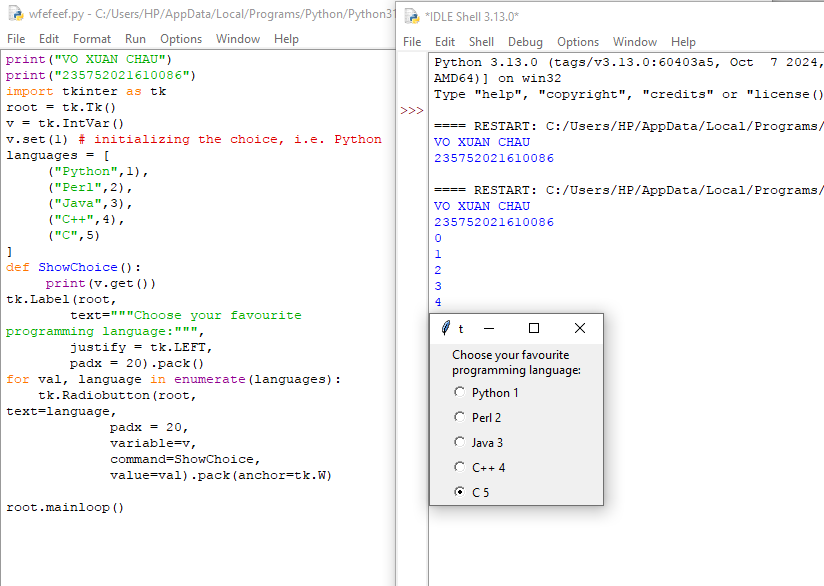 wfefeef.py - C:/Users/HP/AppData/Local/Programs/Python/Python31
File Edit Format Run Options Window Help
print("VO XUAN CHAU")
print("235752021610086")
import tkinter as tk
root = tk.Tk()
v = tk.IntVar()
v.set(1) # initializing the choice, i.e. Python
languages = [
("Python",1),
("Perl",2),
("Java",3),
("C++",4),
("C",5)
]
def ShowChoice():
print(v.get())
tk.Label(root,
text="""Choose your favourite
programming language:""",
justify = tk.LEFT,
padx = 20).pack()
for val, language in enumerate(languages):
tk.Radiobutton(root,
text=language,
padx = 20,
variable=v,
command=ShowChoice,
value=val).pack(anchor=tk.W)
root.mainloop()
*IDLE Shell 3.13.0*
File Edit Shell Debug Options Window Help
Python 3.13.0 (tags/v3.13.0:60403a5, Oct 7 2024,
AMD64)] on win32
Type "help", "copyright", "credits" or "license()
>>>
==== RESTART: C:/Users/HP/AppData/Local/Programs/
VO XUAN CHAU
235752021610086
==== RESTART: C:/Users/HP/AppData/Local/Programs/
VO XUAN CHAU
235752021610086
0
1
2
3
4
t
Choose your favourite
programming language:
Python 1
Perl 2
Java 3
C++ 4
C 5